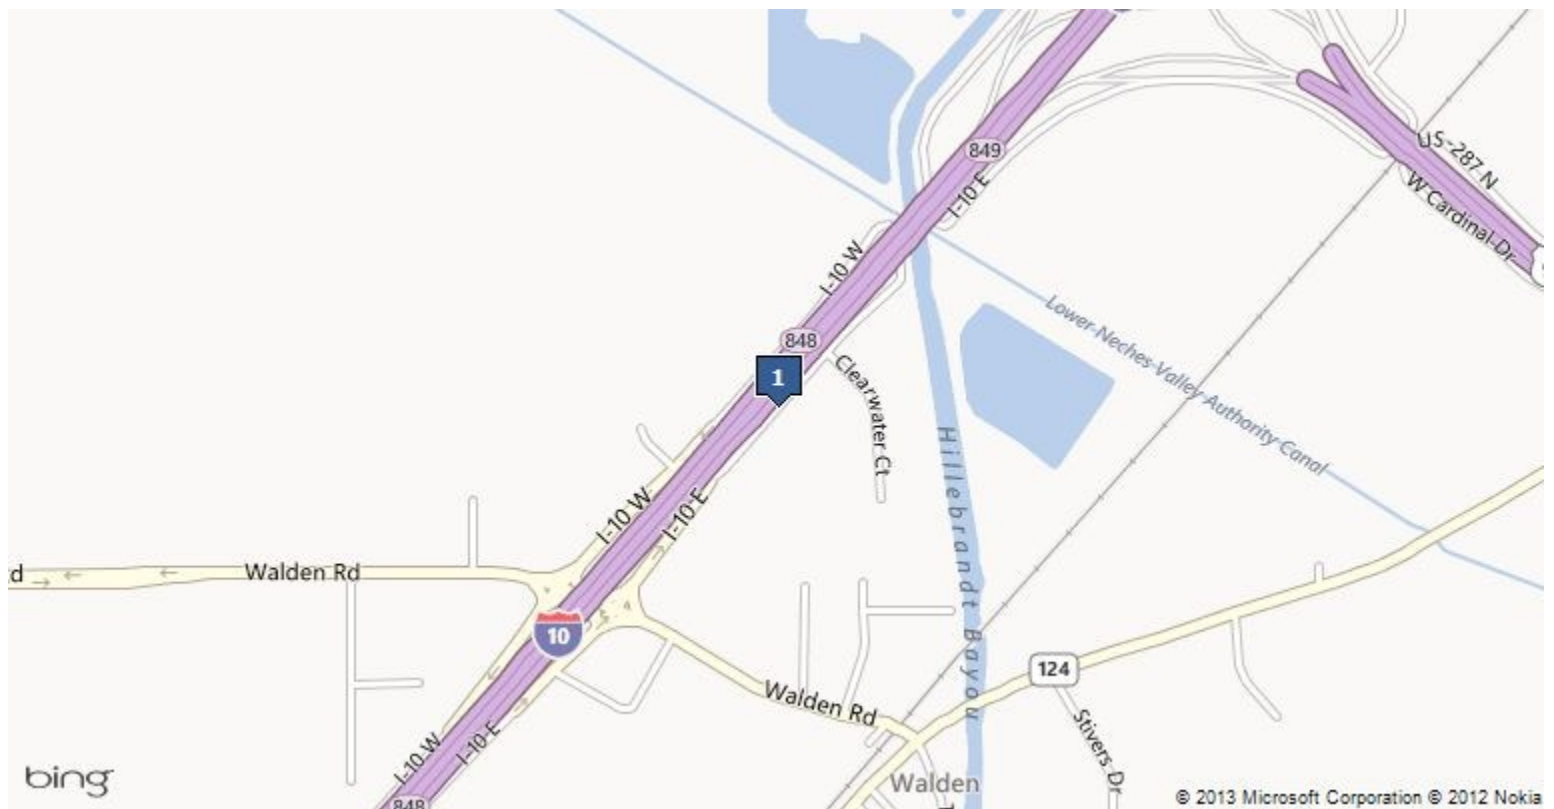 849
US-287 N
I-10 E
W Cardinal Dr
I-10 W
Lower Neches Valley Authority Canal
848
1
Clearwater Ct
Hillebrandt Bayou
I-10 W
I-10 E
Walden Rd
10
124
Walden Rd
Stivers Dr
I-10 W
I-10 E
bing
Walden
848
© 2013 Microsoft Corporation © 2012 Nokia